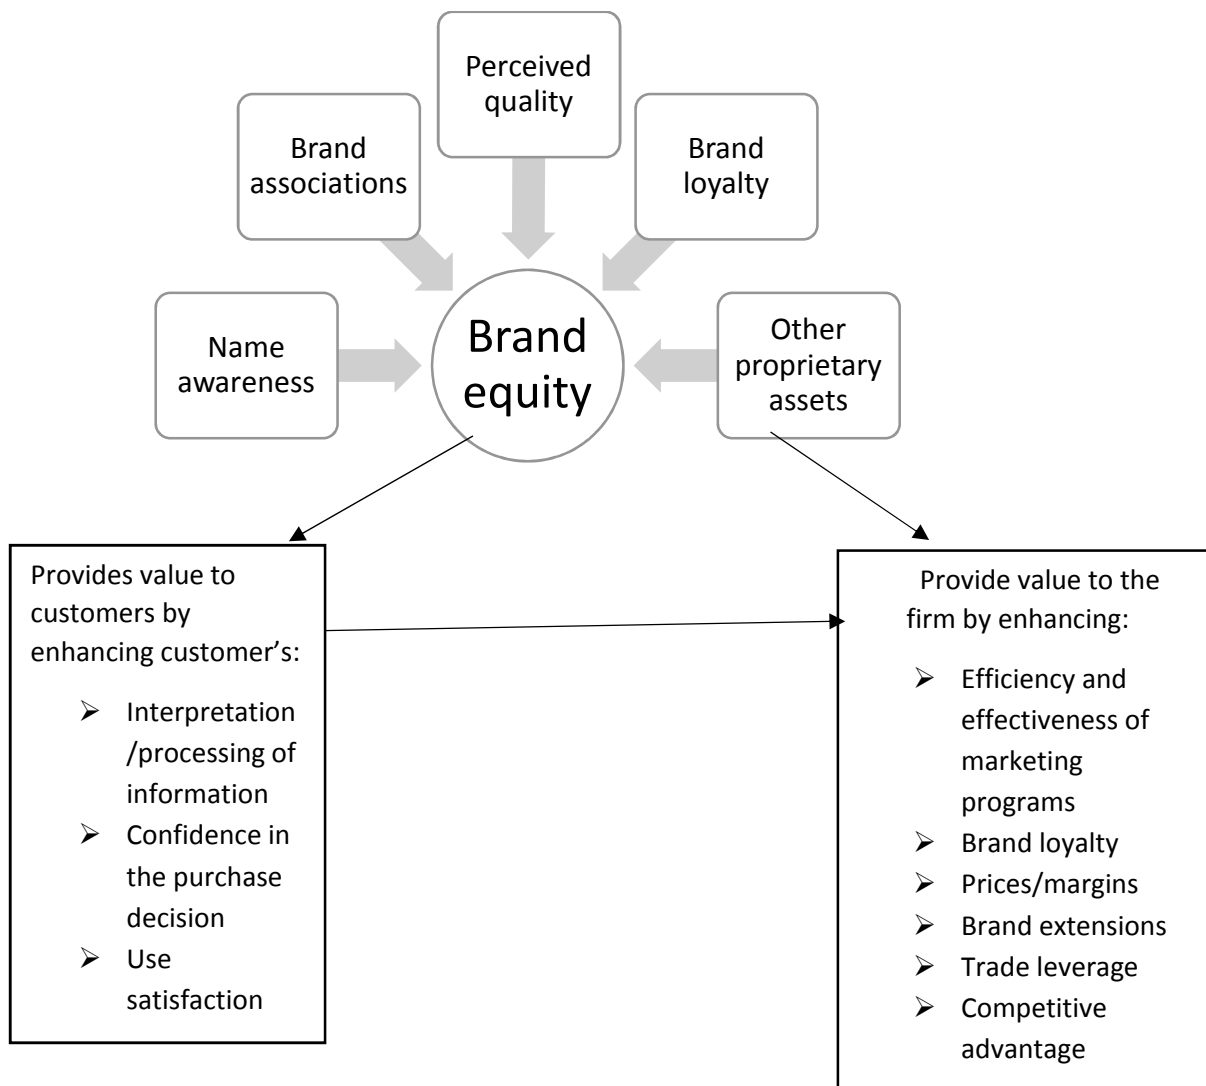 Perceived
quality
Brand
associations
Brand
loyalty
Name
awareness
Brand
equity
Other
proprietary
assets
Provides value to
customers by
enhancing customer’s:
➢ Interpretation
/processing of
information
➢ Confidence in
the purchase
decision
➢ Use
satisfaction
Provide value to the
firm by enhancing:
➢ Efficiency and
effectiveness of
marketing
programs
➢ Brand loyalty
➢ Prices/margins
➢ Brand extensions
➢ Trade leverage
➢ Competitive
advantage